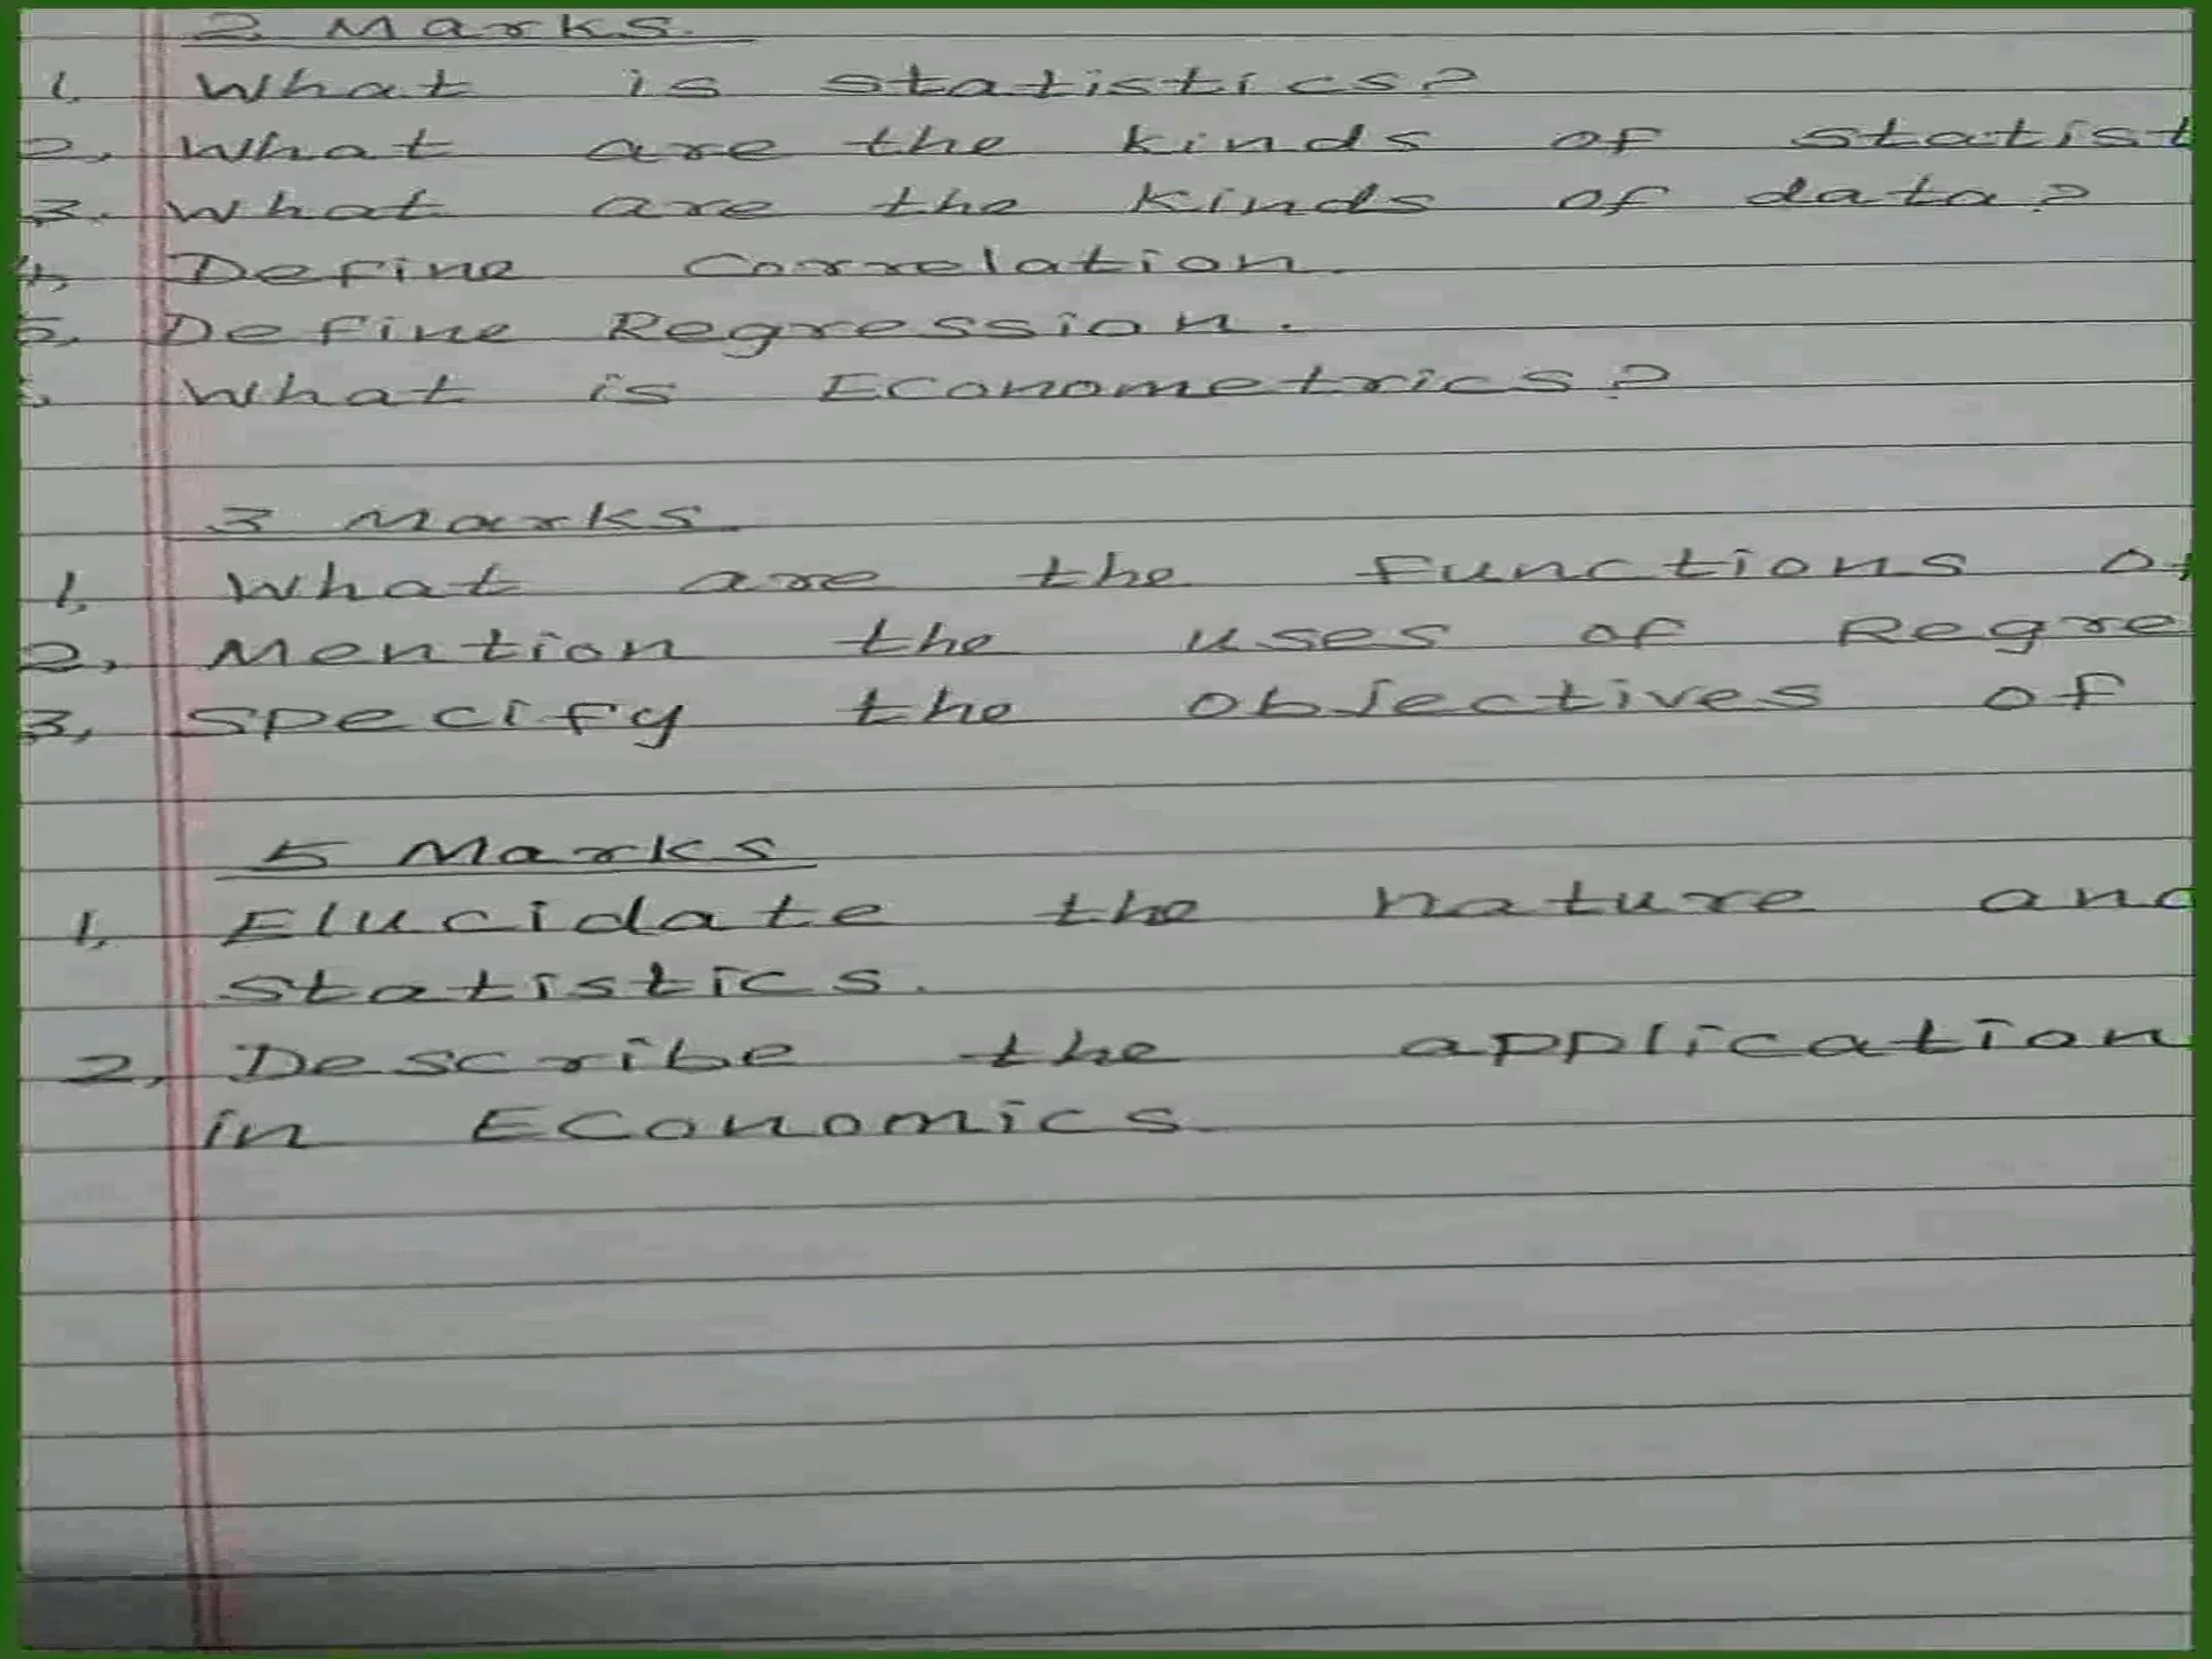 2 Marks.
1. What is statistics?
2. What are the kinds of statist
3. What are the kinds of data?
4. Define Correlation.
5. Define Regression.
What is Econometrics?
3 Marks.
1. What are the functions
2. Mention the uses of Regre
3. Specify the objectives of
5 Marks
1. Elucidate the nature and
statistics.
2. Describe the application
in Economics.